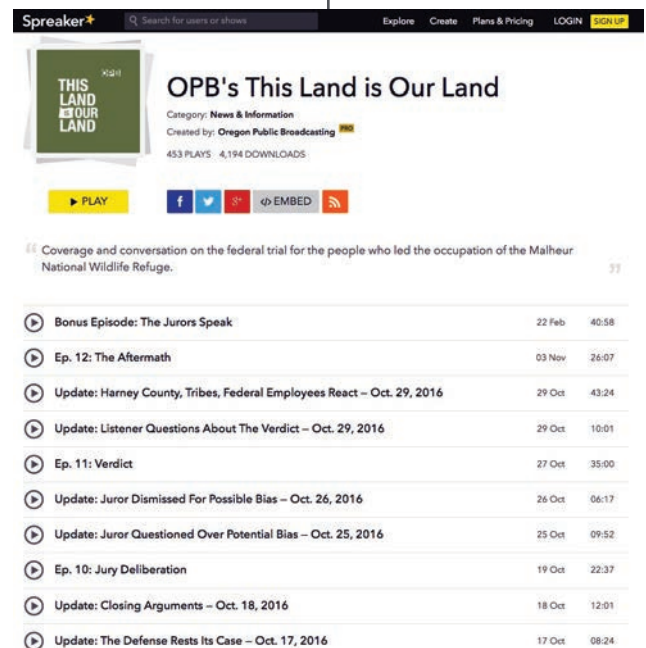 Spreaker
Search for users or shows
Explore Create Plans & Pricing LOGIN SIGN UP
THIS
LAND
IS OUR
LAND
OPB's This Land is Our Land
Category: News & Information
Created by: Oregon Public Broadcasting PRO
453 PLAYS 4,194 DOWNLOADS
PLAY
f g+ </> EMBED
“ Coverage and conversation on the federal trial for the people who led the occupation of the Malheur
National Wildlife Refuge. ”
Bonus Episode: The Jurors Speak 22 Feb 40:58
Ep. 12: The Aftermath 03 Nov 26:07
Update: Harney County, Tribes, Federal Employees React – Oct. 29, 2016 29 Oct 43:24
Update: Listener Questions About The Verdict – Oct. 29, 2016 29 Oct 10:01
Ep. 11: Verdict 27 Oct 35:00
Update: Juror Dismissed For Possible Bias – Oct. 26, 2016 26 Oct 06:17
Update: Juror Questioned Over Potential Bias – Oct. 25, 2016 25 Oct 09:52
Ep. 10: Jury Deliberation 19 Oct 22:37
Update: Closing Arguments – Oct. 18, 2016 18 Oct 12:01
Update: The Defense Rests Its Case – Oct. 17, 2016 17 Oct 08:24